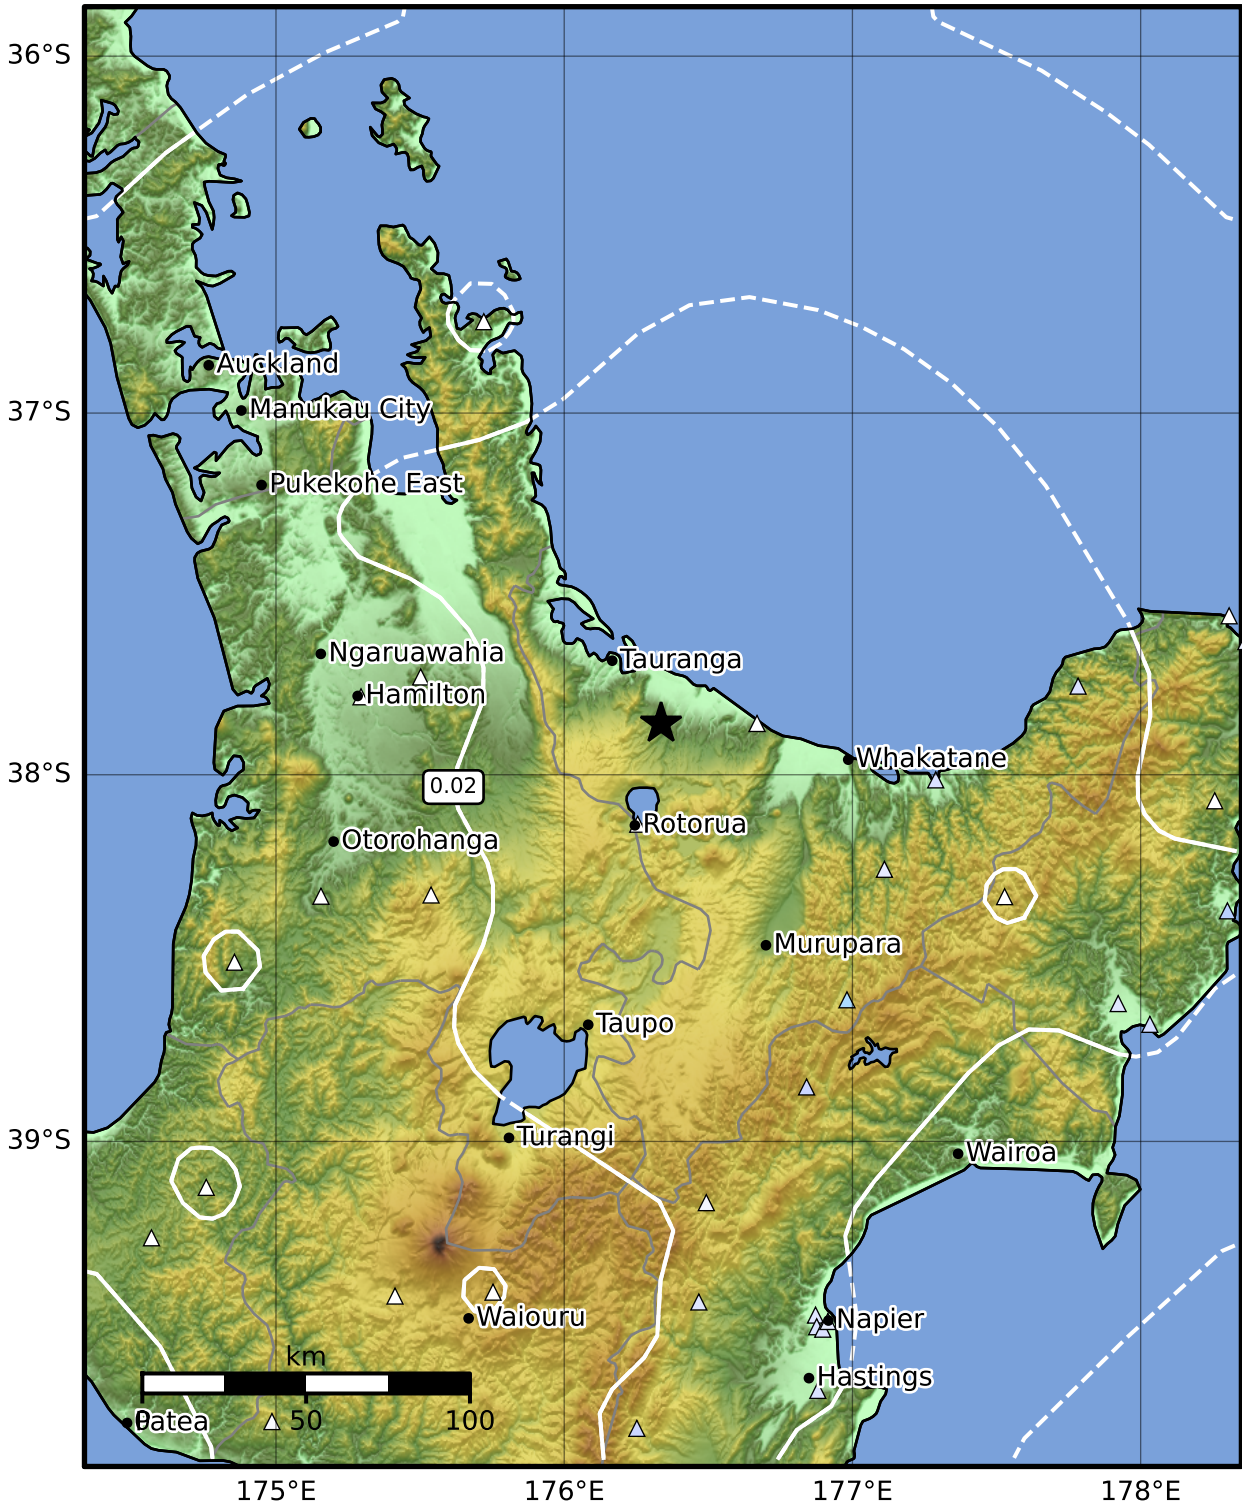 36°S
Auckland
37°S
Manukau City
Pukekohe East
Ngaruawahia
Tauranga
Hamilton
Whakatane
38°S
0.02
Rotorua
Otorohanga
Murupara
Taupo
Turangi
39°S
Wairoa
Waiouru
Napier
km
Hastings
Patea
0
50
100
175°E
176°E
177°E
178°E